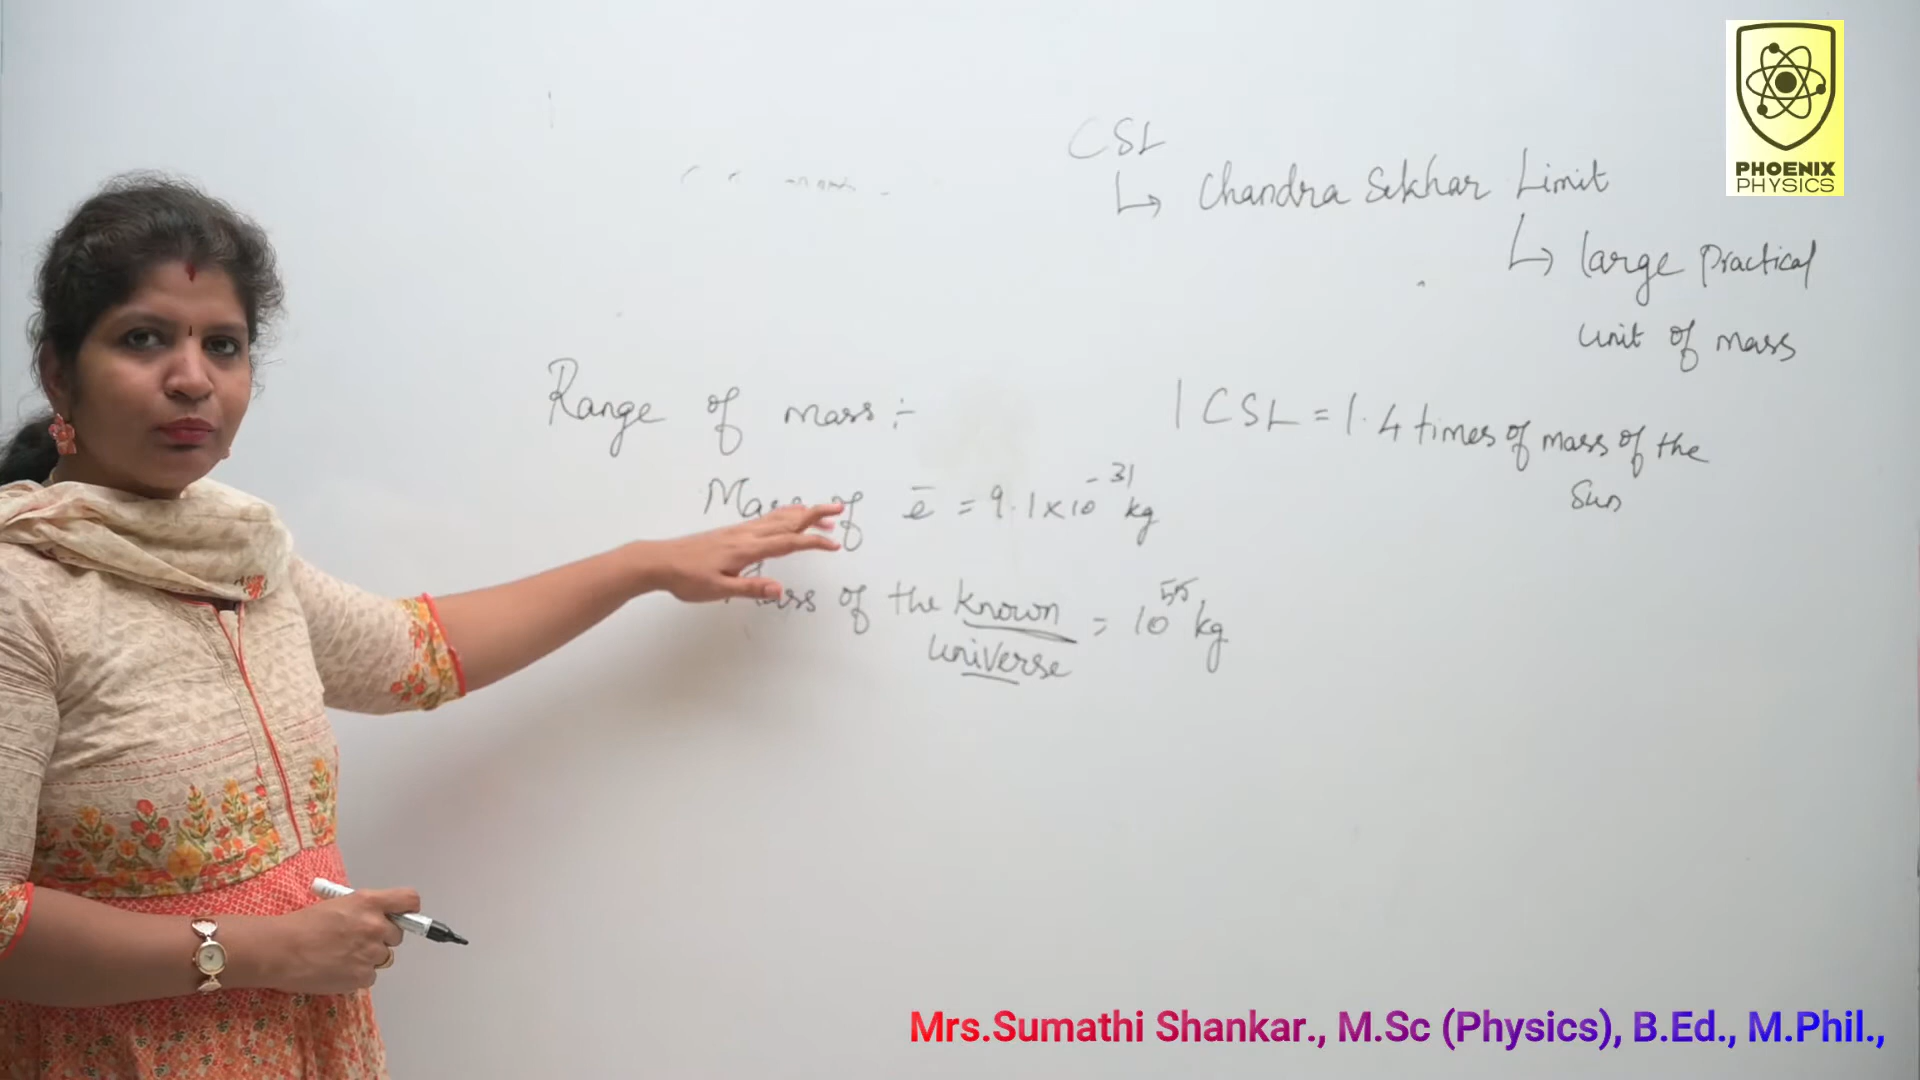 PHOENIX
PHYSICS
CSL
↳ Chandra Sekhar Limit
↳ large practical
unit of mass
Range of mass :-
1 CSL = 1.4 times of mass of the
Sun
Mass of e̅ = 9.1 x 10⁻³¹ kg
Mass of the known
universe = 10⁵⁵ kg
Mrs.Sumathi Shankar., M.Sc (Physics), B.Ed., M.Phil.,